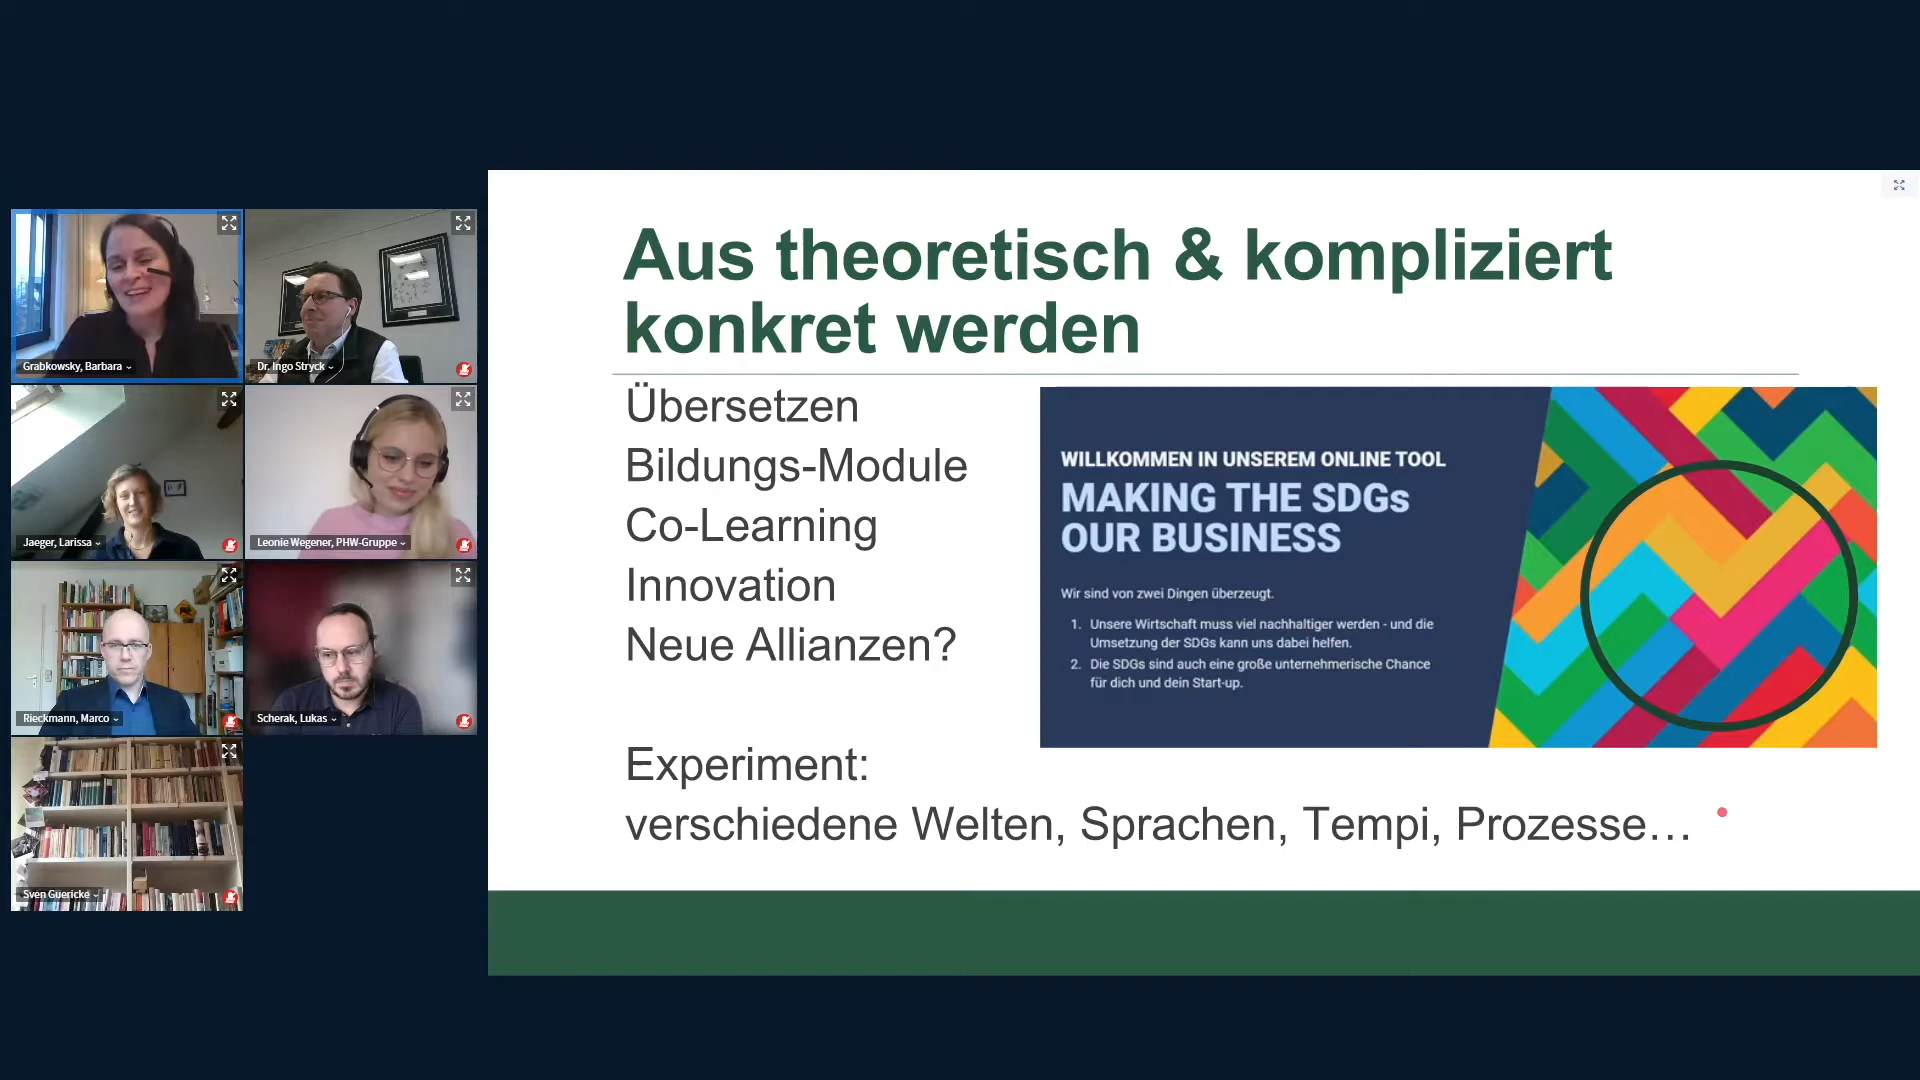 Grabkowsky, Barbara
Dr. Ingo Stryck
Jaeger, Larissa
Leonie Wegener, PHW-Gruppe
Rieckmann, Marco
Scherak, Lukas
Sven Guericke
Aus theoretisch & kompliziert
konkret werden
Übersetzen
Bildungs-Module
Co-Learning
Innovation
Neue Allianzen?
Experiment:
verschiedene Welten, Sprachen, Tempi, Prozesse…
WILLKOMMEN IN UNSEREM ONLINE TOOL
MAKING THE SDGs
OUR BUSINESS
Wir sind von zwei Dingen überzeugt.
1. Unsere Wirtschaft muss viel nachhaltiger werden - und die
Umsetzung der SDGs kann uns dabei helfen.
2. Die SDGs sind auch eine große unternehmerische Chance
für dich und dein Start-up.